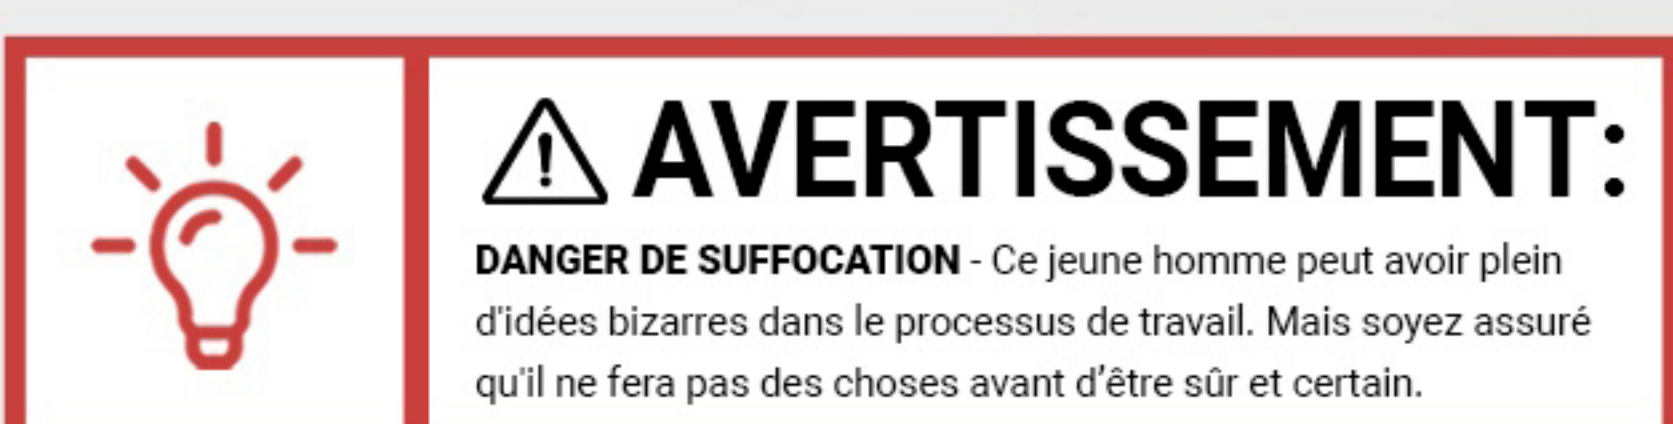 AVERTISSEMENT:
DANGER DE SUFFOCATION - Ce jeune homme peut avoir plein
d'idées bizarres dans le processus de travail. Mais soyez assuré
qu'il ne fera pas des choses avant d’être sûr et certain.